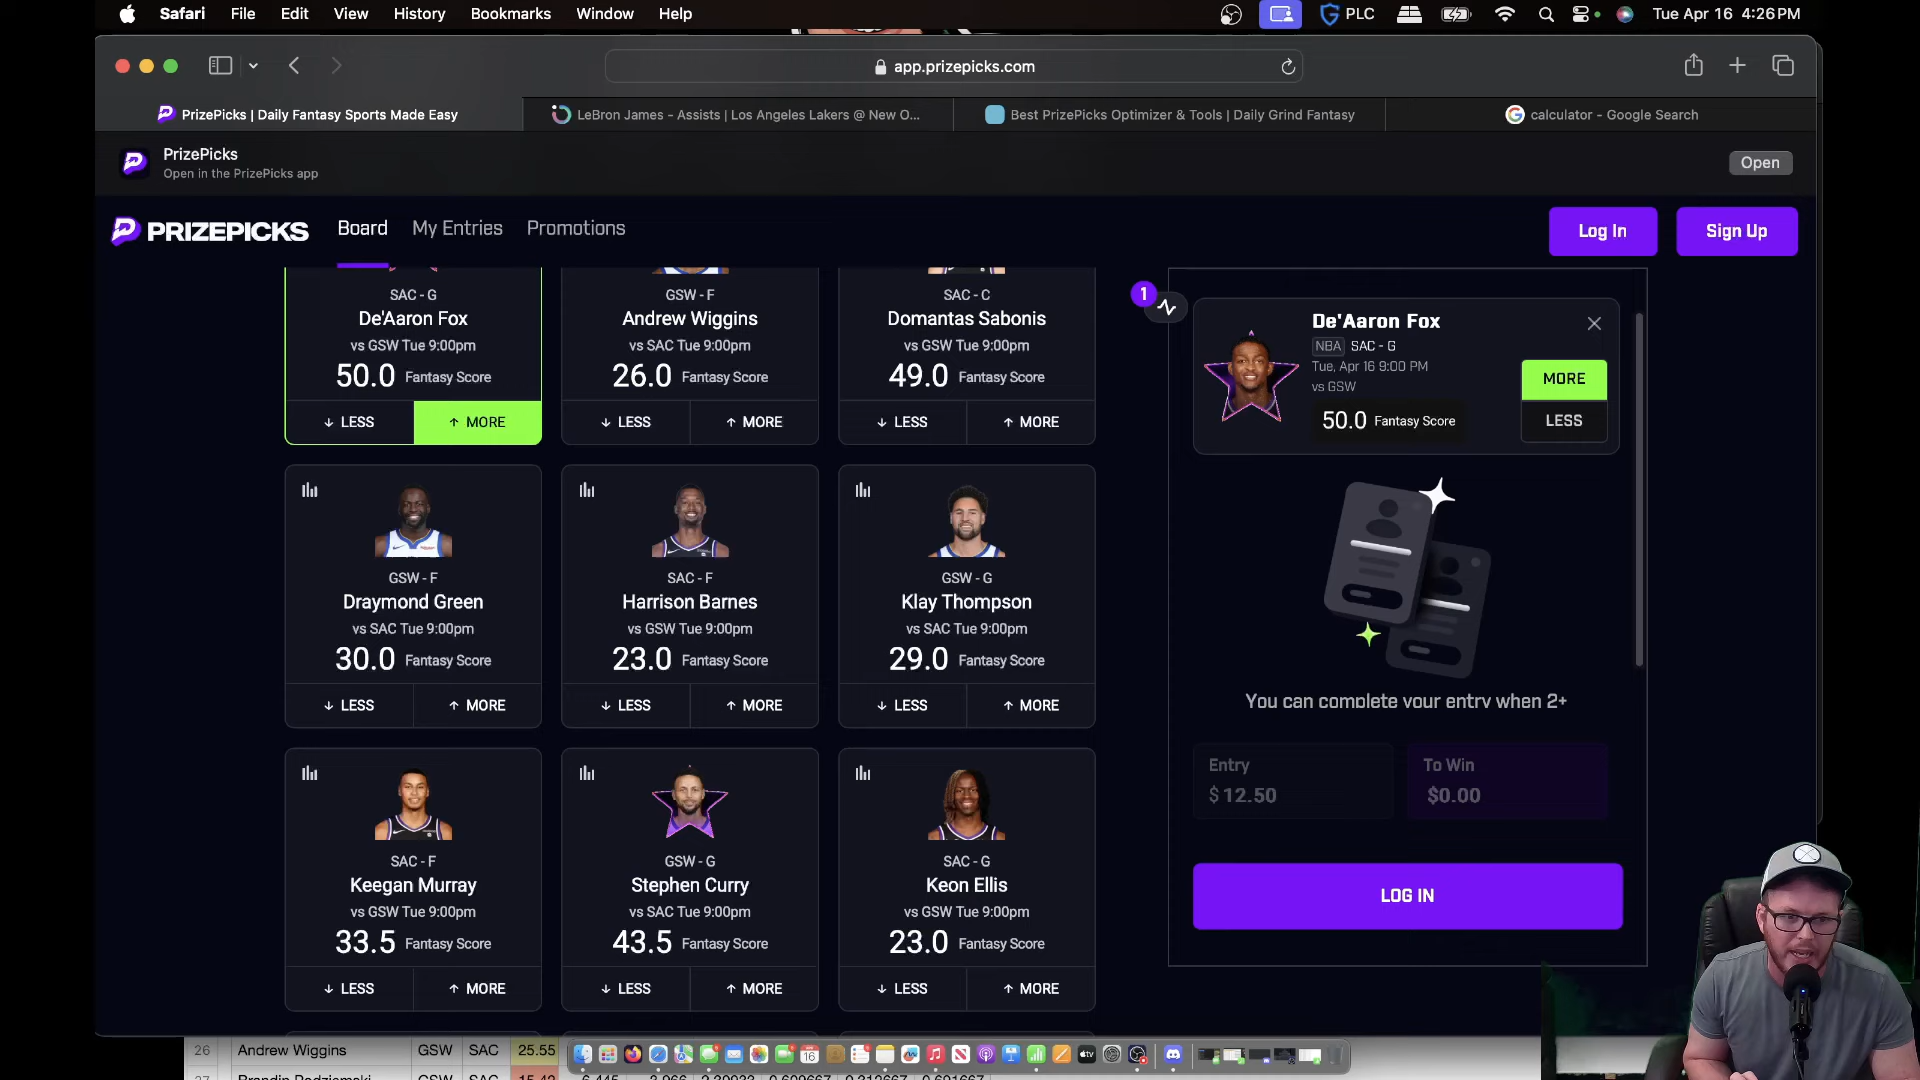 Safari File Edit View History Bookmarks Window Help PLC Tue Apr 16 4:26 PM
app.prizepicks.com
PrizePicks | Daily Fantasy Sports Made Easy
LeBron James - Assists | Los Angeles Lakers @ New O...
Best PrizePicks Optimizer & Tools | Daily Grind Fantasy
calculator - Google Search
PrizePicks
Open in the PrizePicks app
Open
PRIZEPICKS Board My Entries Promotions Log In Sign Up
SAC - G
De'Aaron Fox
vs GSW Tue 9:00pm
50.0 Fantasy Score
↓ LESS ↑ MORE
GSW - F
Andrew Wiggins
vs SAC Tue 9:00pm
26.0 Fantasy Score
↓ LESS ↑ MORE
SAC - C
Domantas Sabonis
vs GSW Tue 9:00pm
49.0 Fantasy Score
↓ LESS ↑ MORE
GSW - F
Draymond Green
vs SAC Tue 9:00pm
30.0 Fantasy Score
↓ LESS ↑ MORE
SAC - F
Harrison Barnes
vs GSW Tue 9:00pm
23.0 Fantasy Score
↓ LESS ↑ MORE
GSW - G
Klay Thompson
vs SAC Tue 9:00pm
29.0 Fantasy Score
↓ LESS ↑ MORE
SAC - F
Keegan Murray
vs GSW Tue 9:00pm
33.5 Fantasy Score
↓ LESS ↑ MORE
GSW - G
Stephen Curry
vs SAC Tue 9:00pm
43.5 Fantasy Score
↓ LESS ↑ MORE
SAC - G
Keon Ellis
vs GSW Tue 9:00pm
23.0 Fantasy Score
↓ LESS ↑ MORE
1
De'Aaron Fox
NBA SAC - G
Tue, Apr 16 9:00 PM
vs GSW
50.0 Fantasy Score
MORE
LESS
You can complete your entry when 2+
Entry
$ 12.50
To Win
$0.00
LOG IN
26 Andrew Wiggins GSW SAC 25.55
16